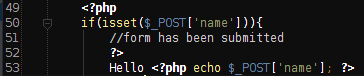 49 <?php
50 if(isset($_POST['name'])){
51 //form has been submitted
52 ?>
53 Hello <?php echo $_POST['name']; ?>